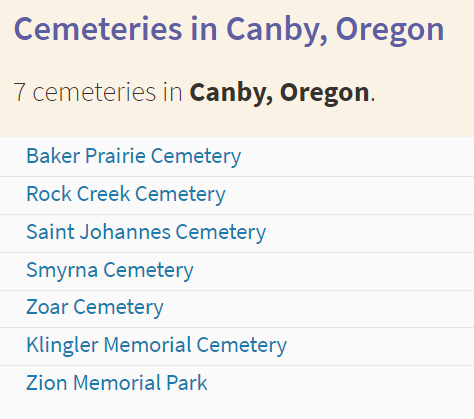 Cemeteries in Canby, Oregon
7 cemeteries in Canby, Oregon.
Baker Prairie Cemetery
Rock Creek Cemetery
Saint Johannes Cemetery
Smyrna Cemetery
Zoar Cemetery
Klingler Memorial Cemetery
Zion Memorial Park